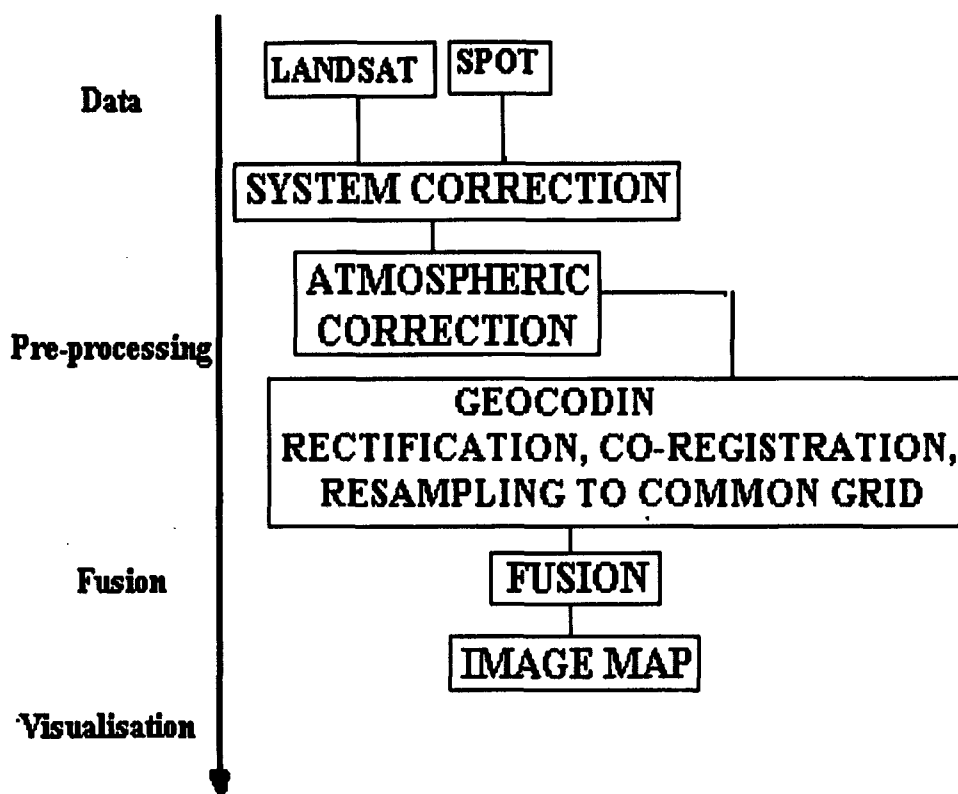 LANDSAT
SPOT
Data
SYSTEM CORRECTION
ATMOSPHERIC
CORRECTION
Pre-processing
GEOCODIN
RECTIFICATION, CO-REGISTRATION,
RESAMPLING TO COMMON GRID
Fusion
FUSION
IMAGE MAP
Visualisation